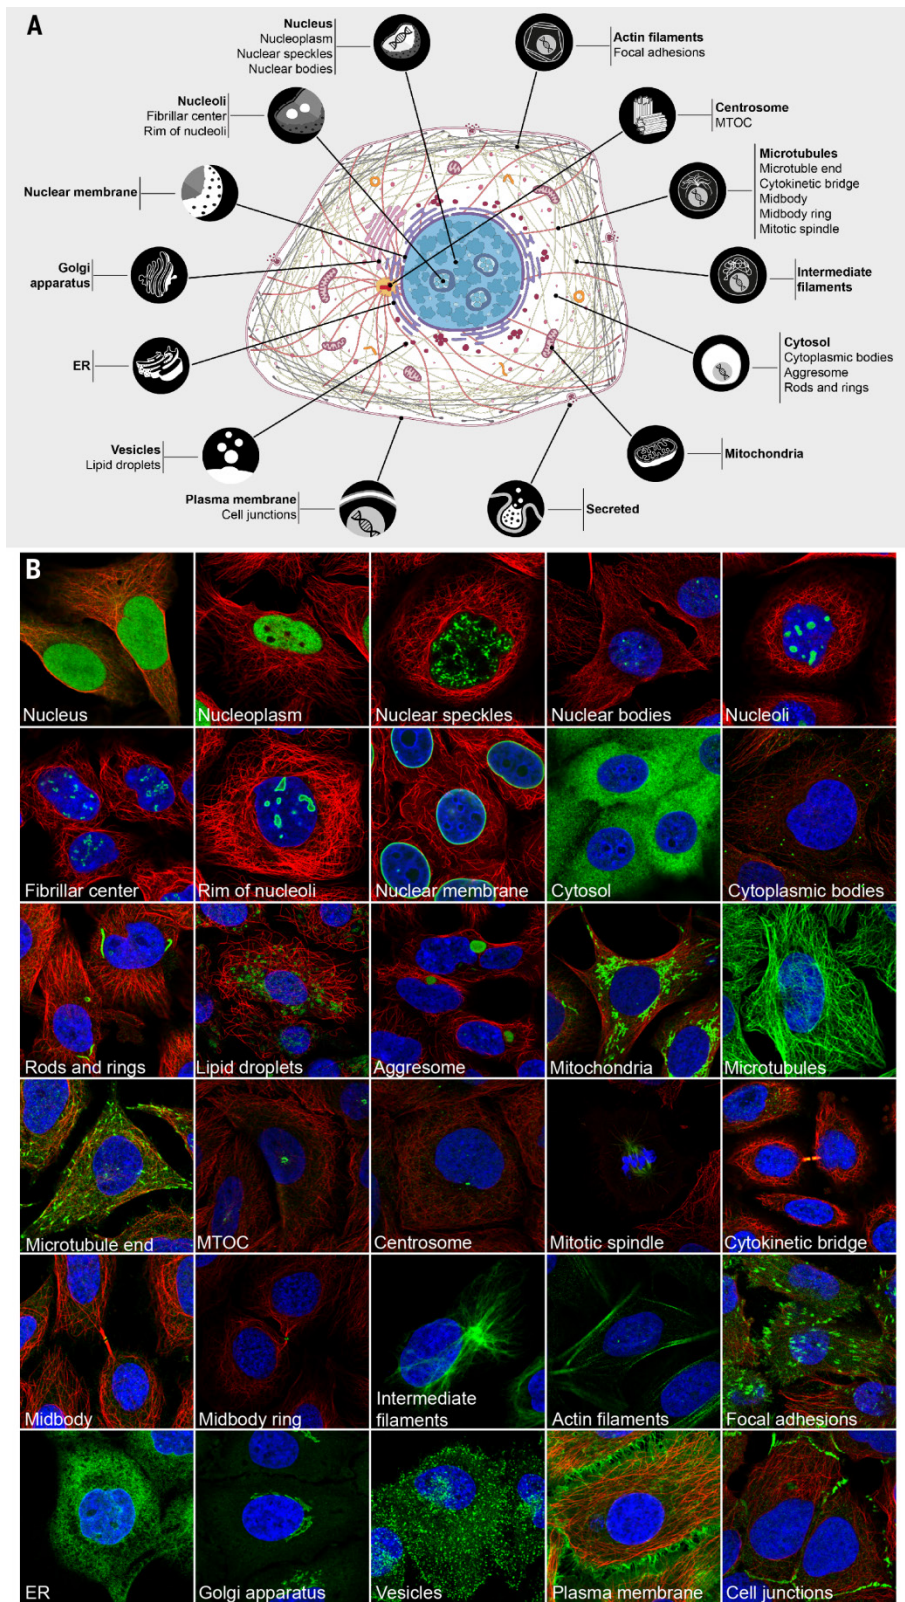 A
Nucleus
Nucleoplasm
Nuclear speckles
Nuclear bodies
Actin filaments
Focal adhesions
Nucleoli
Fibrillar center
Rim of nucleoli
Centrosome
MTOC
Nuclear membrane
Microtubules
Microtuble end
Cytokinetic bridge
Midbody
Midbody ring
Mitotic spindle
Golgi
apparatus
Intermediate
filaments
ER
Cytosol
Cytoplasmic bodies
Aggresome
Rods and rings
Vesicles
Lipid droplets
Mitochondria
Plasma membrane
Cell junctions
Secreted
B
Nucleus
Nucleoplasm
Nuclear speckles
Nuclear bodies
Nucleoli
Fibrillar center
Rim of nucleoli
Nuclear membrane
Cytosol
Cytoplasmic bodies
Rods and rings
Lipid droplets
Aggresome
Mitochondria
Microtubules
Microtubule end
MTOC
Centrosome
Mitotic spindle
Cytokinetic bridge
Midbody
Midbody ring
Intermediate
filaments
Actin filaments
Focal adhesions
ER
Golgi apparatus
Vesicles
Plasma membrane
Cell junctions